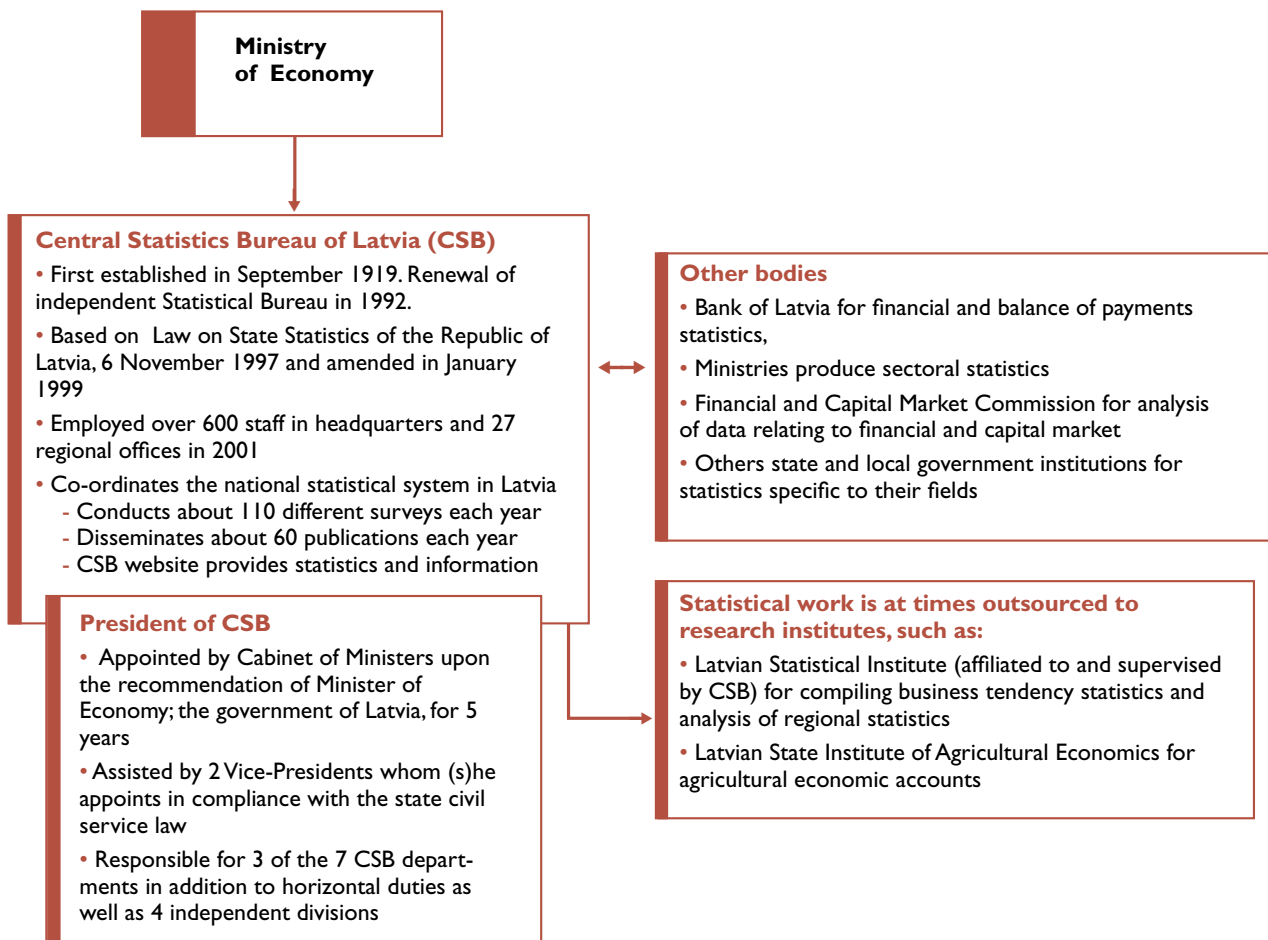 Ministry
of Economy
Central Statistics Bureau of Latvia (CSB)
• First established in September 1919. Renewal of
independent Statistical Bureau in 1992.
• Based on Law on State Statistics of the Republic of
Latvia, 6 November 1997 and amended in January
1999
• Employed over 600 staff in headquarters and 27
regional offices in 2001
• Co-ordinates the national statistical system in Latvia
- Conducts about 110 different surveys each year
- Disseminates about 60 publications each year
- CSB website provides statistics and information
President of CSB
• Appointed by Cabinet of Ministers upon
the recommendation of Minister of
Economy; the government of Latvia, for 5
years
• Assisted by 2 Vice-Presidents whom (s)he
appoints in compliance with the state civil
service law
• Responsible for 3 of the 7 CSB depart-
ments in addition to horizontal duties as
well as 4 independent divisions
Other bodies
• Bank of Latvia for financial and balance of payments
statistics,
• Ministries produce sectoral statistics
• Financial and Capital Market Commission for analysis
of data relating to financial and capital market
• Others state and local government institutions for
statistics specific to their fields
Statistical work is at times outsourced to
research institutes, such as:
• Latvian Statistical Institute (affiliated to and supervised
by CSB) for compiling business tendency statistics and
analysis of regional statistics
• Latvian State Institute of Agricultural Economics for
agricultural economic accounts